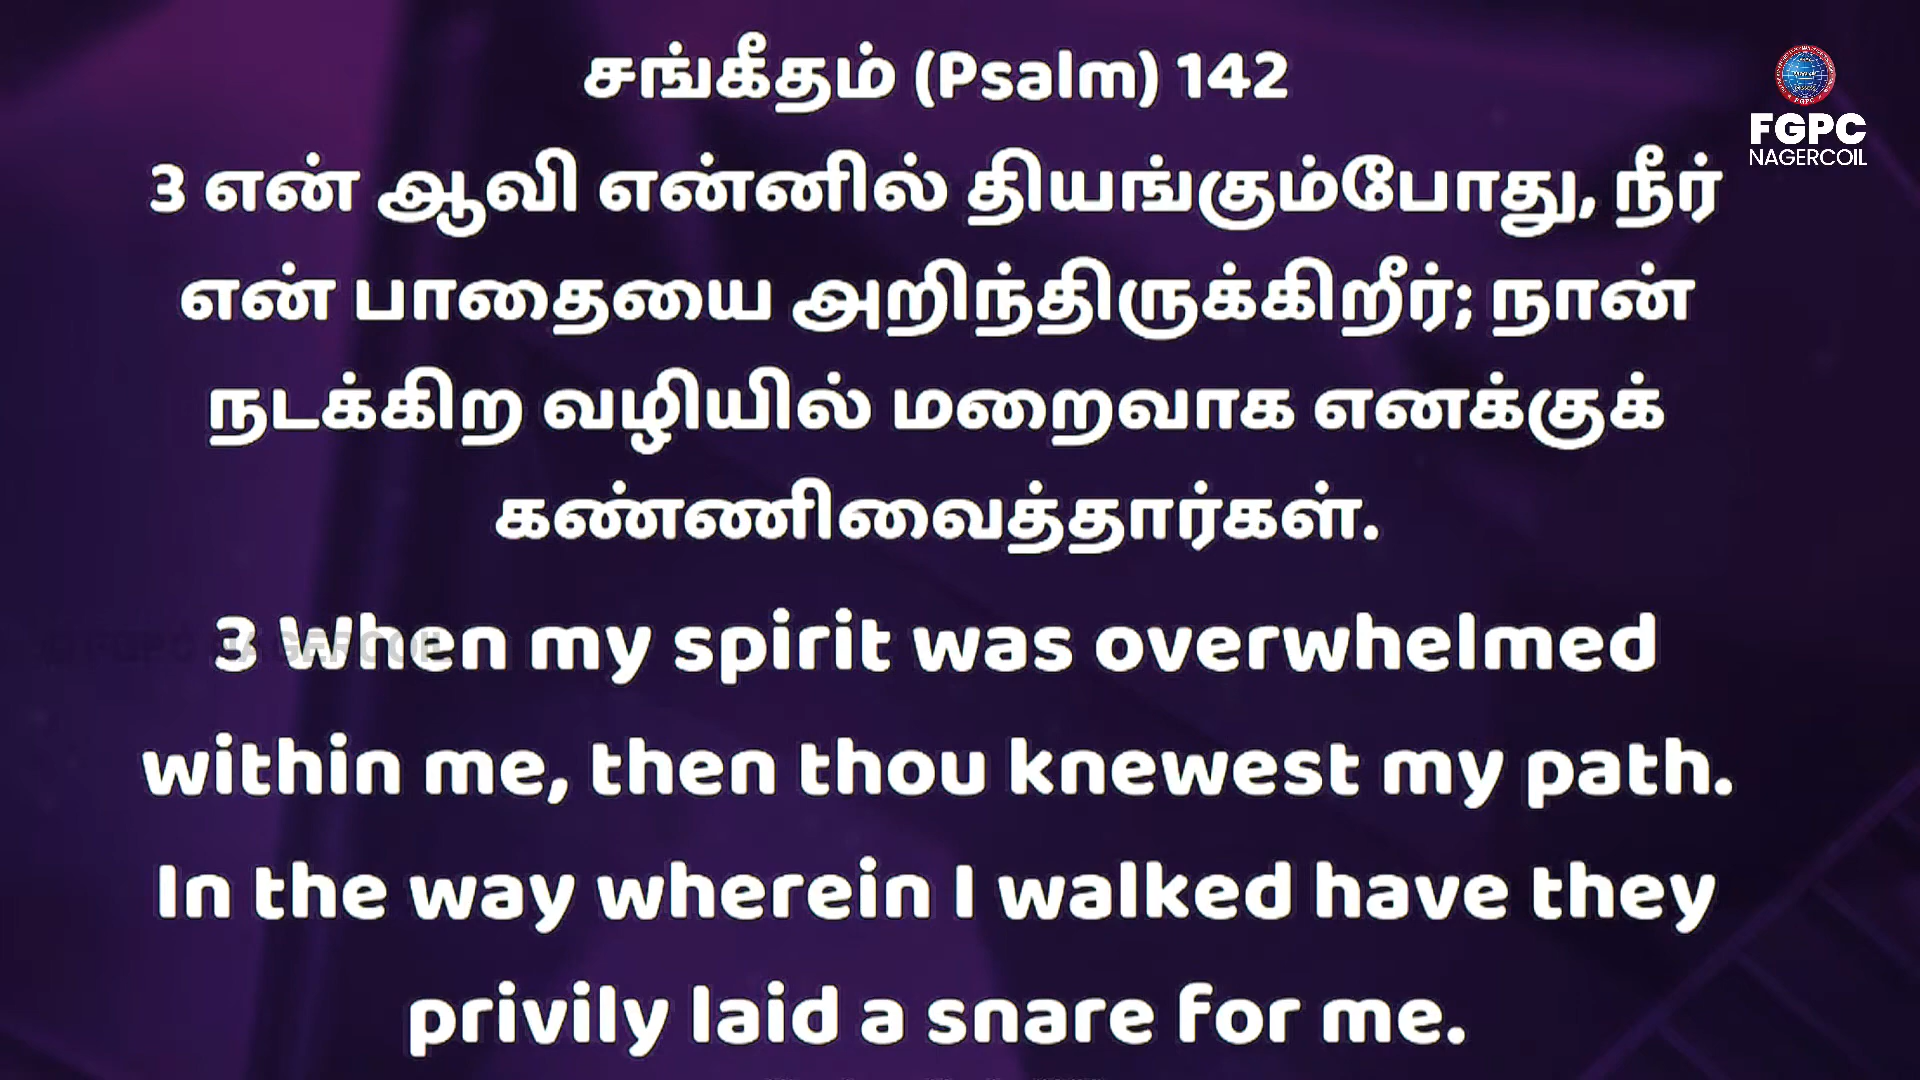 சங்கீதம் (Psalm) 142
3 என் ஆவி என்னில் தியங்கும்போது, நீர்
என் பாதையை அறிந்திருக்கிறீர்; நான்
நடக்கிற வழியில் மறைவாக எனக்குக்
கண்ணிவைத்தார்கள்.
3 When my spirit was overwhelmed
within me, then thou knewest my path.
In the way wherein I walked have they
privily laid a snare for me.
FGPC
NAGERCOIL
© FGPC NAGERCOIL